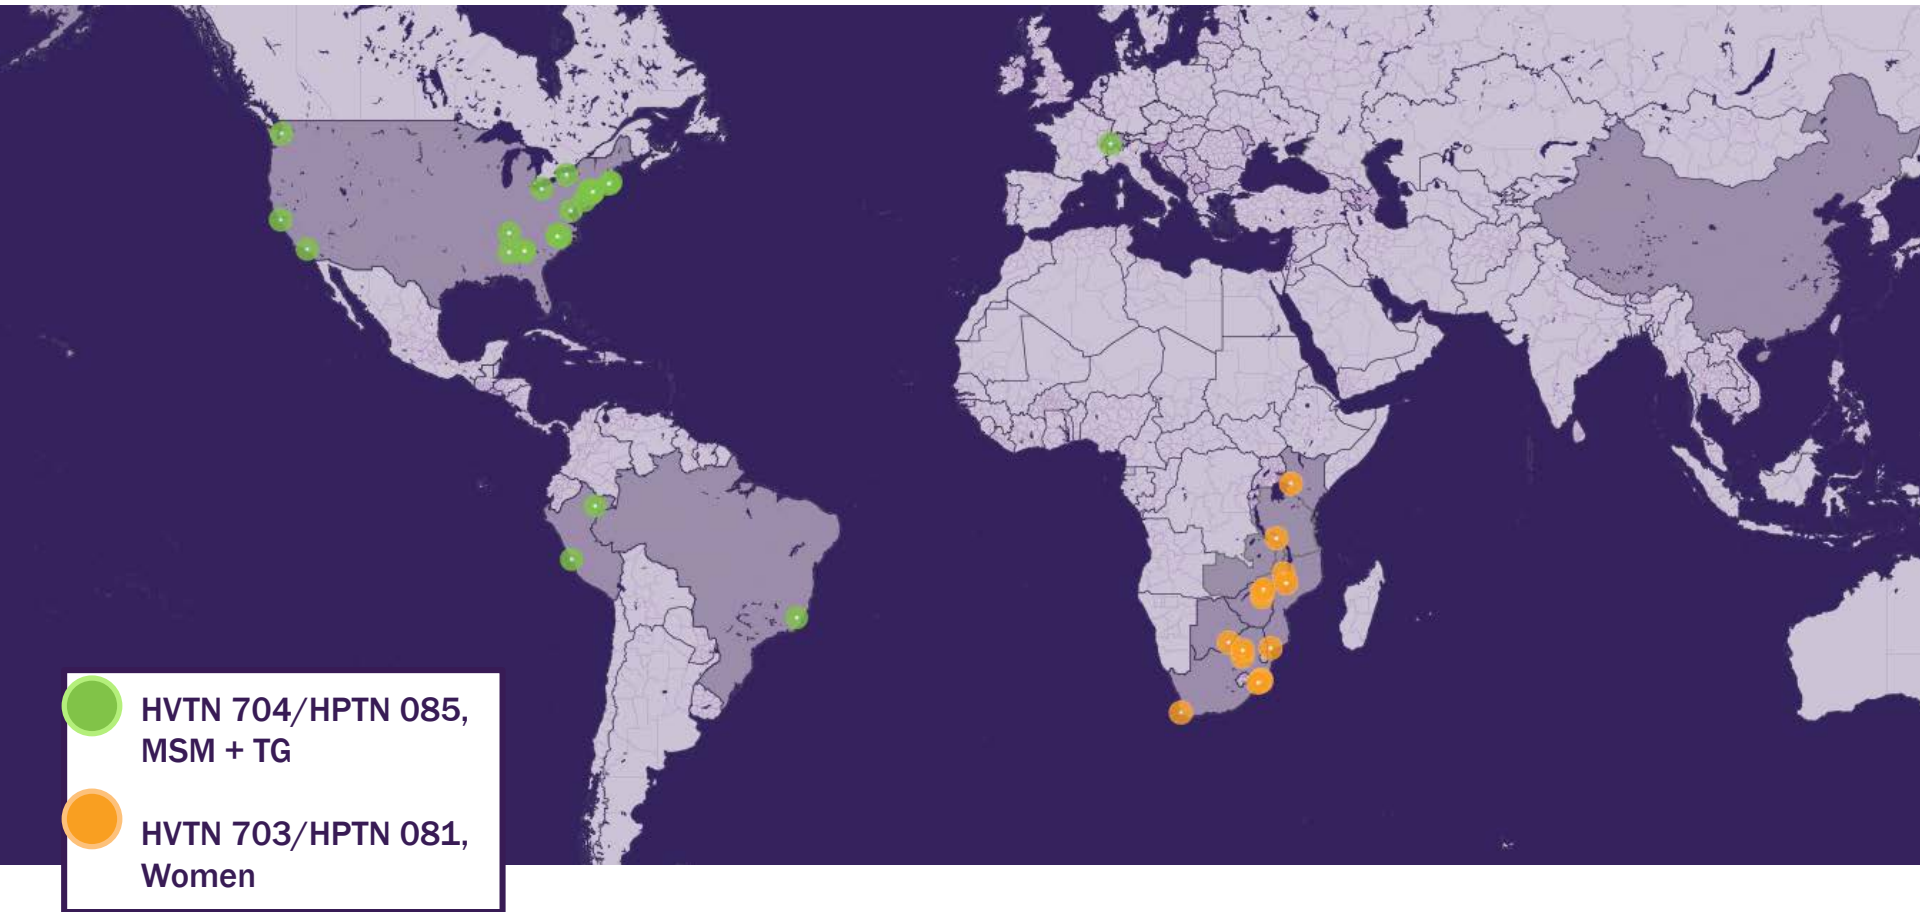 HVTN 704/HPTN 085,
MSM + TG
HVTN 703/HPTN 081,
Women